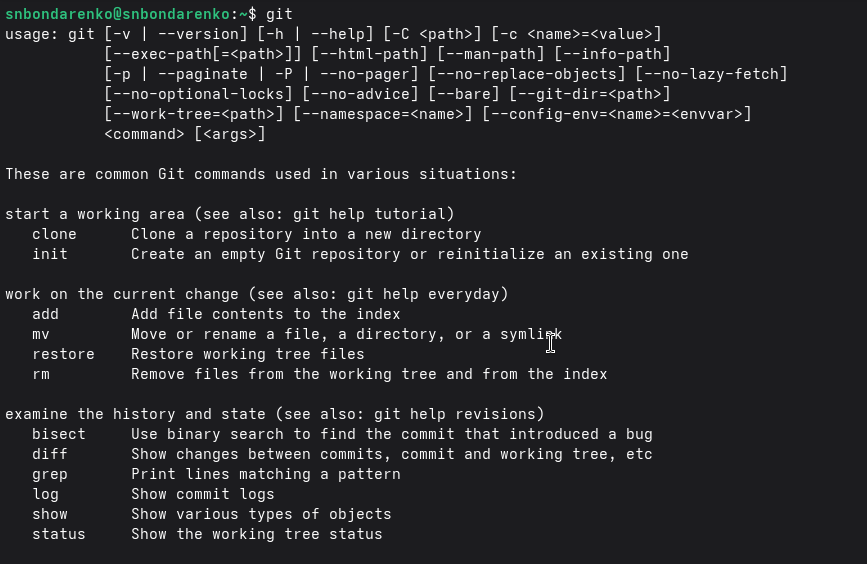 snbondarenko@snbondarenko:~$ git
usage: git [-v | --version] [-h | --help] [-C <path>] [-c <name>=<value>]
           [--exec-path[=<path>]] [--html-path] [--man-path] [--info-path]
           [-p | --paginate | -P | --no-pager] [--no-replace-objects] [--no-lazy-fetch]
           [--no-optional-locks] [--no-advice] [--bare] [--git-dir=<path>]
           [--work-tree=<path>] [--namespace=<name>] [--config-env=<name>=<envvar>]
           <command> [<args>]

These are common Git commands used in various situations:

start a working area (see also: git help tutorial)
   clone      Clone a repository into a new directory
   init       Create an empty Git repository or reinitialize an existing one

work on the current change (see also: git help everyday)
   add        Add file contents to the index
   mv         Move or rename a file, a directory, or a symlink
   restore    Restore working tree files
   rm         Remove files from the working tree and from the index

examine the history and state (see also: git help revisions)
   bisect     Use binary search to find the commit that introduced a bug
   diff       Show changes between commits, commit and working tree, etc
   grep       Print lines matching a pattern
   log        Show commit logs
   show       Show various types of objects
   status     Show the working tree status